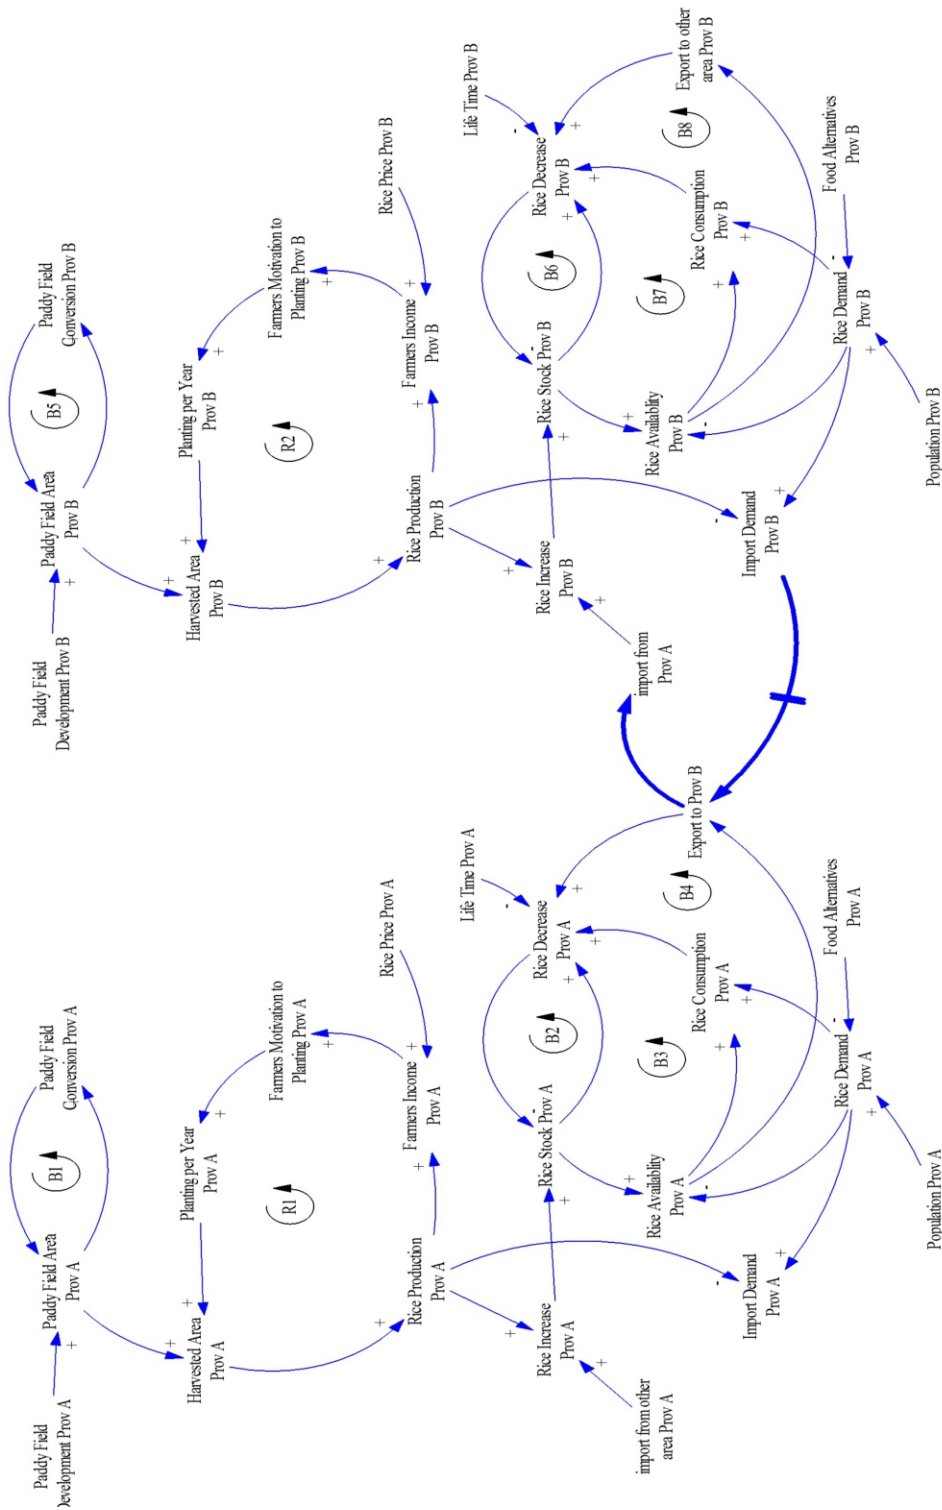 Paddy Field
Development Prov A
Paddy Field Area
Prov A
Paddy Field
Conversion Prov A
B1
Harvested Area
Prov A
Planting per Year
Prov A
Farmers Motivation to
Planting Prov A
R1
Rice Production
Prov A
Farmers Income
Prov A
Rice Price Prov A
import from other
area Prov A
Rice Increase
Prov A
Rice Stock Prov A
B2
Rice Decrease
Prov A
Life Time Prov A
Rice Availablity
Prov A
B3
Rice Consumption
Prov A
B4
Export to Prov B
Import Demand
Prov A
Rice Demand
Prov A
Food Alternatives
Prov A
Population Prov A
Paddy Field
Development Prov B
Paddy Field Area
Prov B
Paddy Field
Conversion Prov B
B5
Harvested Area
Prov B
Planting per Year
Prov B
Farmers Motivation to
Planting Prov B
R2
Rice Production
Prov B
Farmers Income
Prov B
Rice Price Prov B
import from
Prov A
Rice Increase
Prov B
Rice Stock Prov B
B6
Rice Decrease
Prov B
Life Time Prov B
Rice Availablity
Prov B
B7
Rice Consumption
Prov B
B8
Export to other
area Prov B
Import Demand
Prov B
Rice Demand
Prov B
Food Alternatives
Prov B
Population Prov B